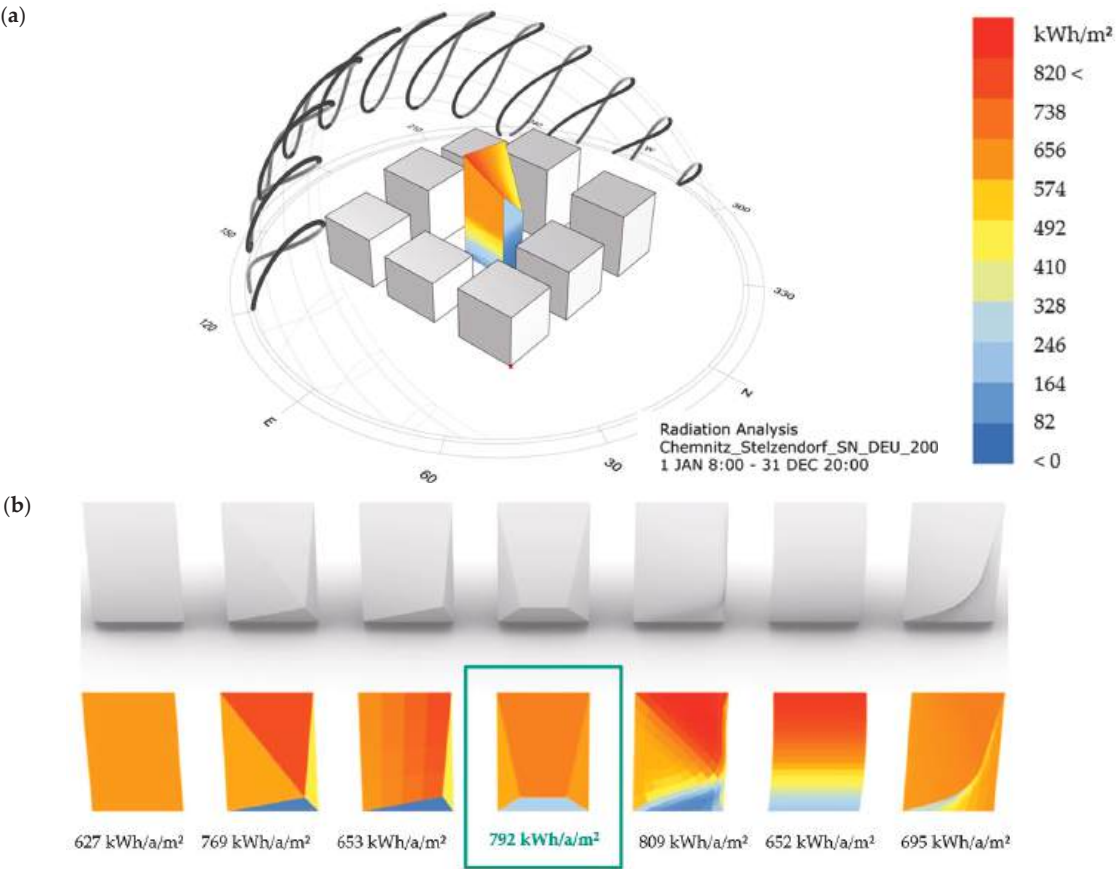 (a)
kWh/m²
820 <
738
656
574
492
410
328
246
164
82
< 0
210
W
150
300
330
120
N
E
60
30
Radiation Analysis
Chemnitz_Stelzendorf_SN_DEU_200
1 JAN 8:00 - 31 DEC 20:00
(b)
627 kWh/a/m² 769 kWh/a/m² 653 kWh/a/m² 792 kWh/a/m² 809 kWh/a/m² 652 kWh/a/m² 695 kWh/a/m²